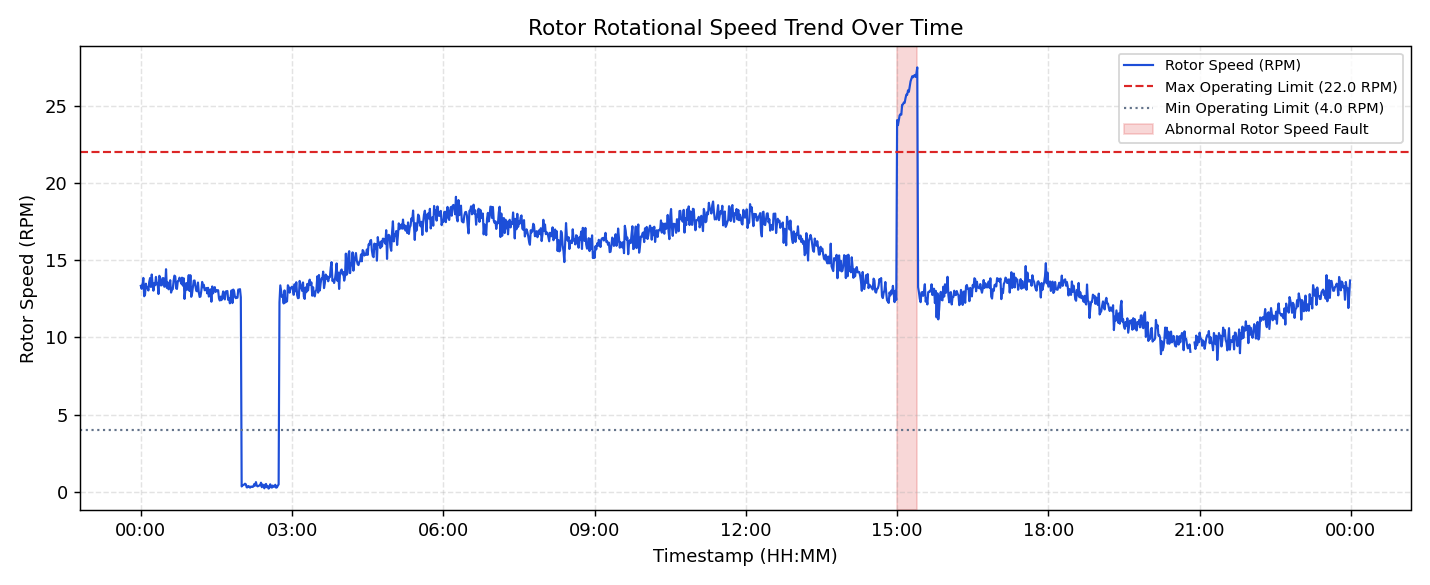 Rotor Rotational Speed Trend Over Time
Rotor Speed (RPM)
Max Operating Limit (22.0 RPM)
Min Operating Limit (4.0 RPM)
Abnormal Rotor Speed Fault
Rotor Speed (RPM)
25
20
15
10
5
0
00:00
03:00
06:00
09:00
12:00
15:00
18:00
21:00
00:00
Timestamp (HH:MM)